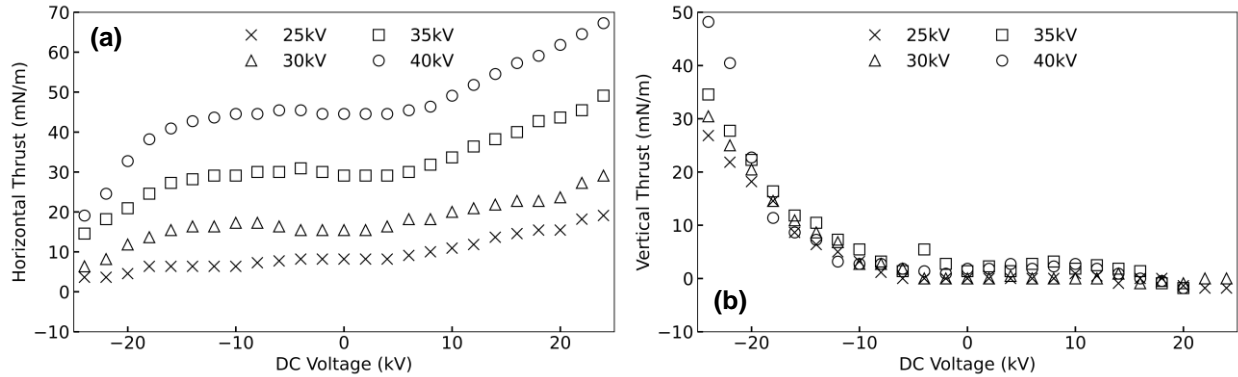 (a)
25kV 35kV
30kV 40kV
Horizontal Thrust (mN/m)
70
60
50
40
30
20
10
0
−10
−20 −10 0 10 20
DC Voltage (kV)
(b)
25kV 35kV
30kV 40kV
Vertical Thrust (mN/m)
50
40
30
20
10
0
−10
−20 −10 0 10 20
DC Voltage (kV)